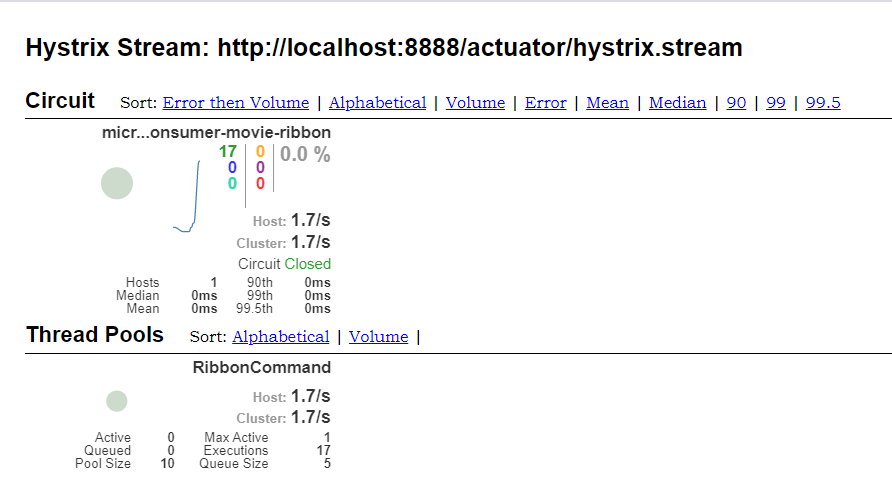 Hystrix Stream: http://localhost:8888/actuator/hystrix.stream
Circuit Sort: Error then Volume | Alphabetical | Volume | Error | Mean | Median | 90 | 99 | 99.5
micr...onsumer-movie-ribbon
17 0 0.0 %
0 0
0 0
Host: 1.7/s
Cluster: 1.7/s
Circuit Closed
Hosts 1 90th 0ms
Median 0ms 99th 0ms
Mean 0ms 99.5th 0ms
Thread Pools Sort: Alphabetical | Volume |
RibbonCommand
Host: 1.7/s
Cluster: 1.7/s
Active 0 Max Active 1
Queued 0 Executions 17
Pool Size 10 Queue Size 5